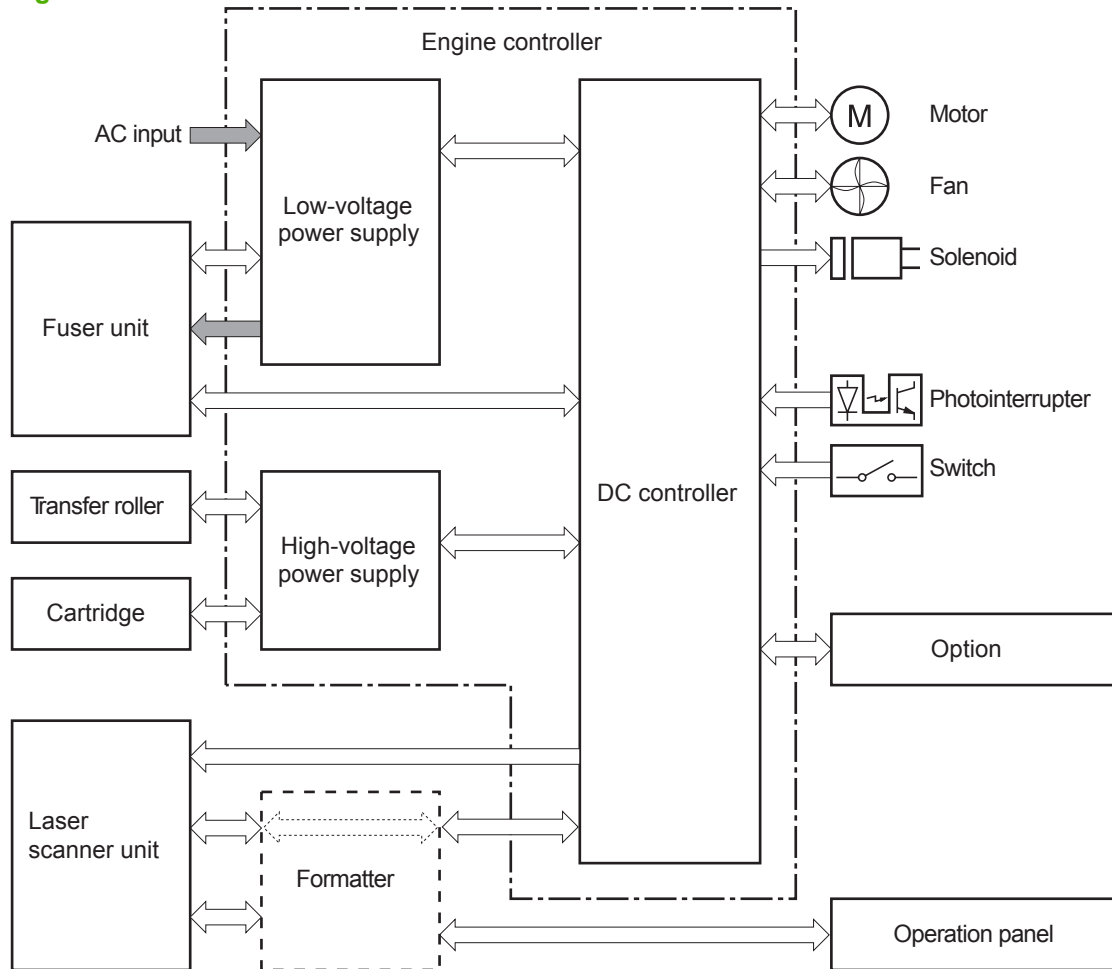 Engine controller
AC input
Low-voltage
power supply
Fuser unit
Transfer roller
Cartridge
High-voltage
power supply
DC controller
M
Motor
Fan
Solenoid
Photointerrupter
Switch
Option
Laser
scanner unit
Formatter
Operation panel